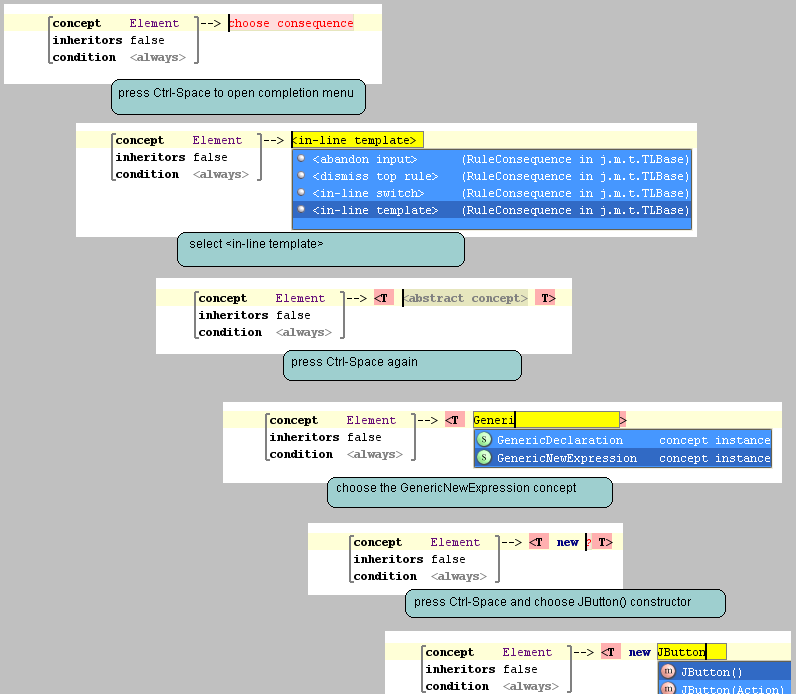 concept Element --> choose consequence
inheritors false
condition <always>
press Ctrl-Space to open completion menu
concept Element --> <in-line template>
inheritors false <abandon input> (RuleConsequence in j.m.t.TLBase)
condition <always> <dismiss top rule> (RuleConsequence in j.m.t.TLBase)
<in-line switch> (RuleConsequence in j.m.t.TLBase)
<in-line template> (RuleConsequence in j.m.t.TLBase)
select <in-line template>
concept Element --> <T <abstract concept> T>
inheritors false
condition <always>
press Ctrl-Space again
concept Element --> <T Generi >
inheritors false GenericDeclaration concept instance
condition <always> GenericNewExpression concept instance
choose the GenericNewExpression concept
concept Element --> <T new ? T>
inheritors false
condition <always>
press Ctrl-Space and choose JButton() constructor
concept Element --> <T new JButton
inheritors false JButton()
condition <always> JButton(Action)